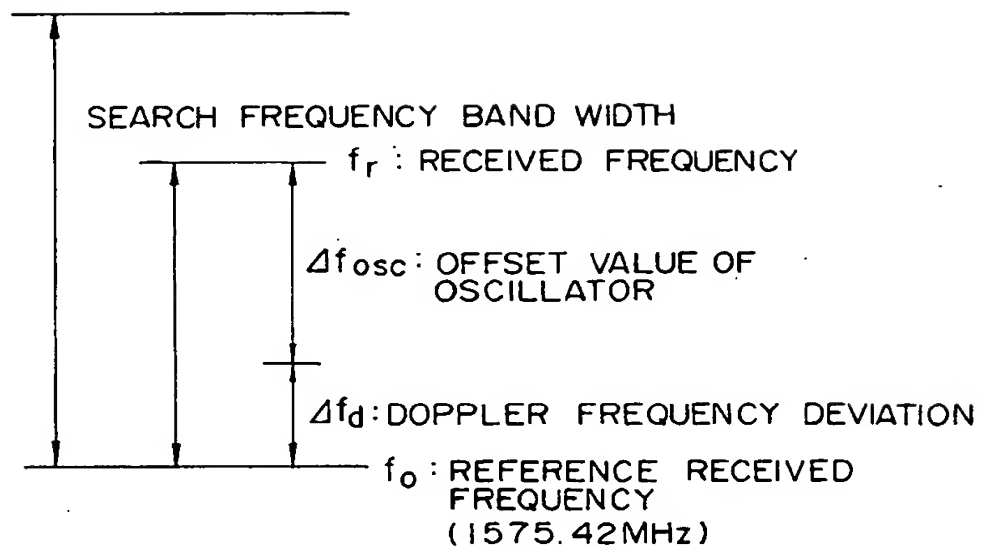 SEARCH FREQUENCY BAND WIDTH
fr : RECEIVED FREQUENCY
Δfosc : OFFSET VALUE OF
OSCILLATOR
Δfd : DOPPLER FREQUENCY DEVIATION
fo : REFERENCE RECEIVED
FREQUENCY
(1575.42MHz)